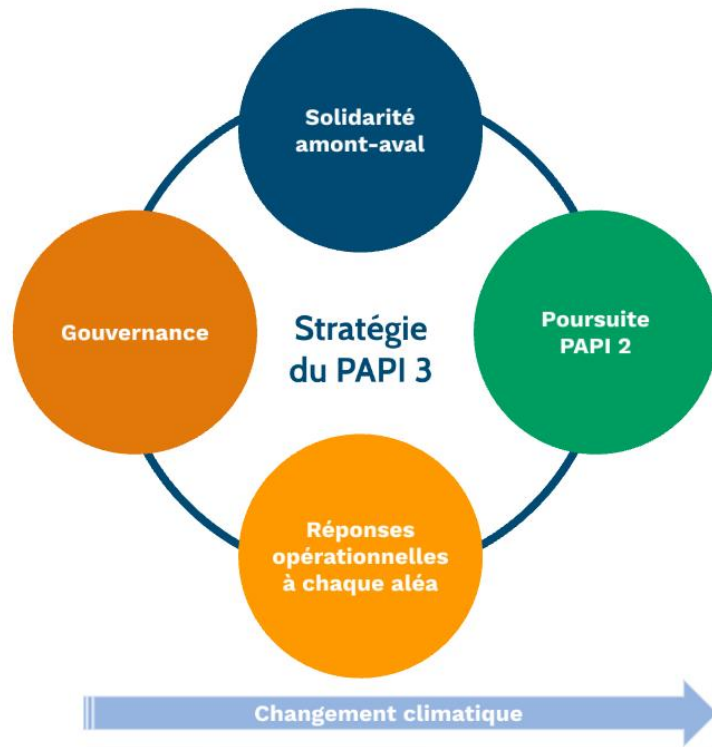 Solidarité
amont-aval
Gouvernance
Stratégie
du PAPI 3
Poursuite
PAPI 2
Réponses
opérationnelles
à chaque aléa
Changement climatique